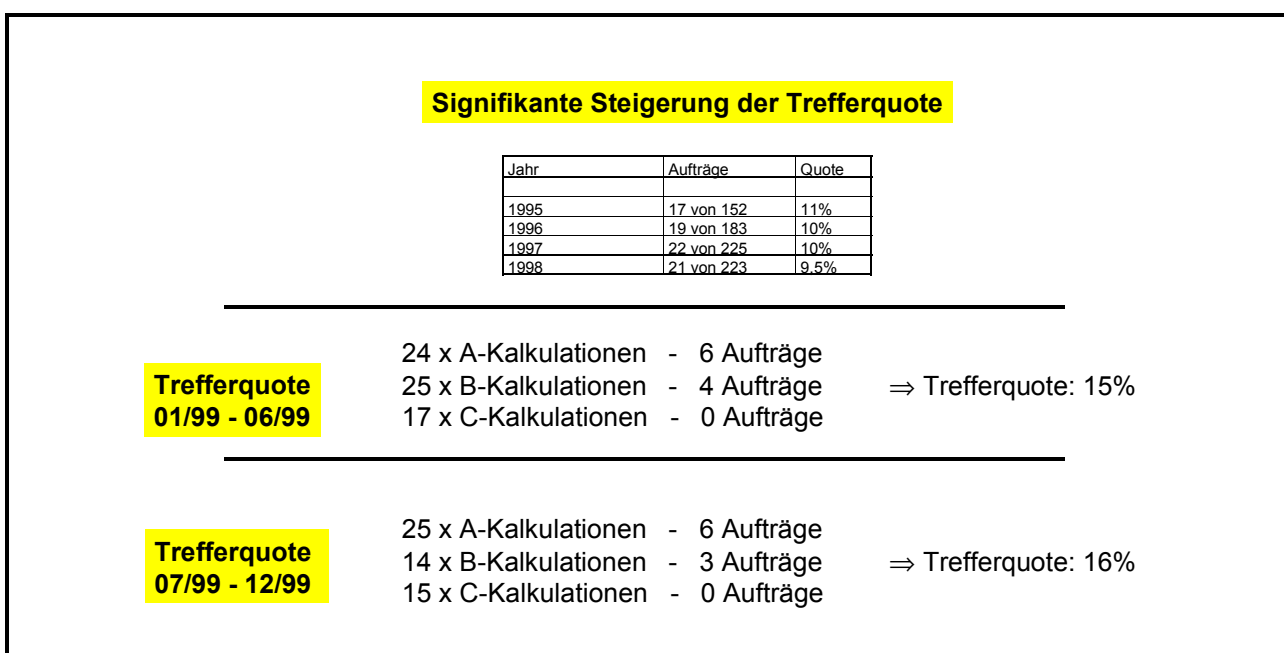 Signifikante Steigerung der Trefferquote
Jahr Aufträge Quote
1995 17 von 152 11%
1996 19 von 183 10%
1997 22 von 225 10%
1998 21 von 223 9.5%
Trefferquote
01/99 - 06/99
24 x A-Kalkulationen - 6 Aufträge
25 x B-Kalkulationen - 4 Aufträge ⇒ Trefferquote: 15%
17 x C-Kalkulationen - 0 Aufträge
Trefferquote
07/99 - 12/99
25 x A-Kalkulationen - 6 Aufträge
14 x B-Kalkulationen - 3 Aufträge ⇒ Trefferquote: 16%
15 x C-Kalkulationen - 0 Aufträge